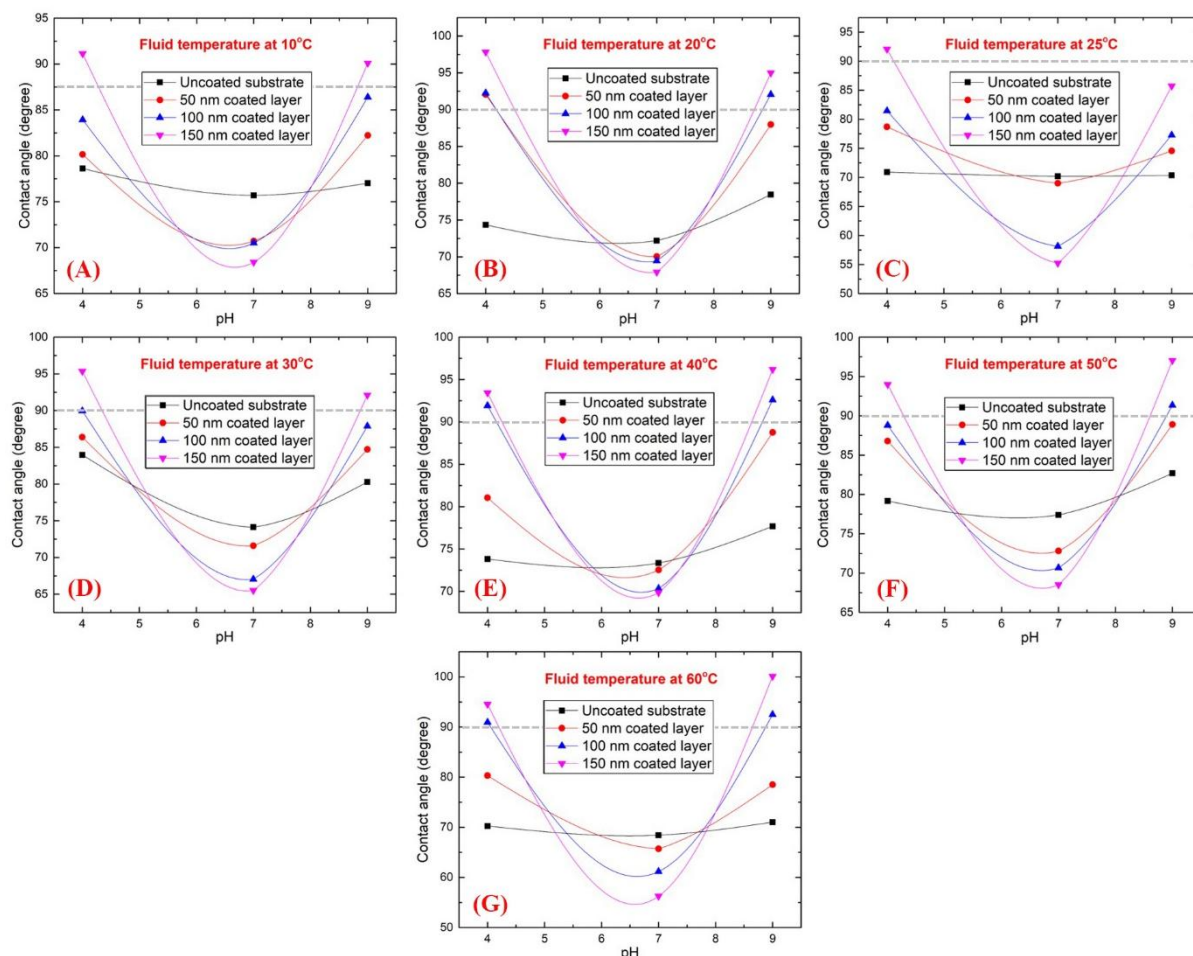 Contact angle (degree)
95
90
85
80
75
70
65
Fluid temperature at 10°C
Uncoated substrate
50 nm coated layer
100 nm coated layer
150 nm coated layer
(A)
4 5 6 7 8 9
pH
Contact angle (degree)
100
95
90
85
80
75
70
65
Fluid temperature at 20°C
Uncoated substrate
50 nm coated layer
100 nm coated layer
150 nm coated layer
(B)
4 5 6 7 8 9
pH
Contact angle (degree)
95
90
85
80
75
70
65
60
55
50
Fluid temperature at 25°C
Uncoated substrate
50 nm coated layer
100 nm coated layer
150 nm coated layer
(C)
4 5 6 7 8 9
pH
Contact angle (degree)
100
95
90
85
80
75
70
65
Fluid temperature at 30°C
Uncoated substrate
50 nm coated layer
100 nm coated layer
150 nm coated layer
(D)
4 5 6 7 8 9
pH
Contact angle (degree)
100
95
90
85
80
75
70
Fluid temperature at 40°C
Uncoated substrate
50 nm coated layer
100 nm coated layer
150 nm coated layer
(E)
4 5 6 7 8 9
pH
Contact angle (degree)
100
95
90
85
80
75
70
65
Fluid temperature at 50°C
Uncoated substrate
50 nm coated layer
100 nm coated layer
150 nm coated layer
(F)
4 5 6 7 8 9
pH
Contact angle (degree)
100
90
80
70
60
50
Fluid temperature at 60°C
Uncoated substrate
50 nm coated layer
100 nm coated layer
150 nm coated layer
(G)
4 5 6 7 8 9
pH